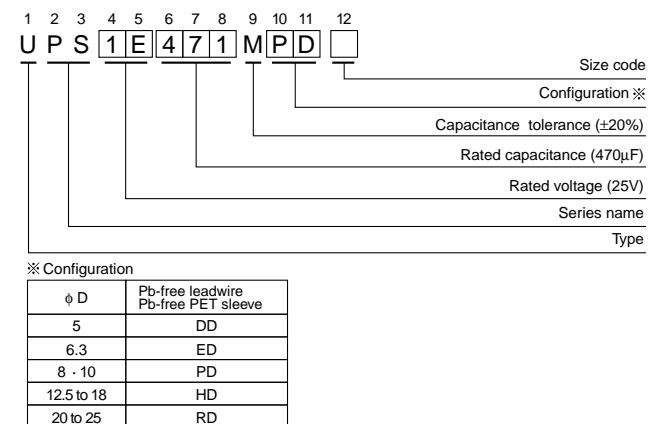 1 2 3 4 5 6 7 8 9 10 11 12
U P S 1 E 4 7 1 M P D
Size code
Configuration ※
Capacitance tolerance (±20%)
Rated capacitance (470μF)
Rated voltage (25V)
Series name
Type
※ Configuration
ϕ D Pb-free leadwire
Pb-free PET sleeve
5 DD
6.3 ED
8 · 10 PD
12.5 to 18 HD
20 to 25 RD